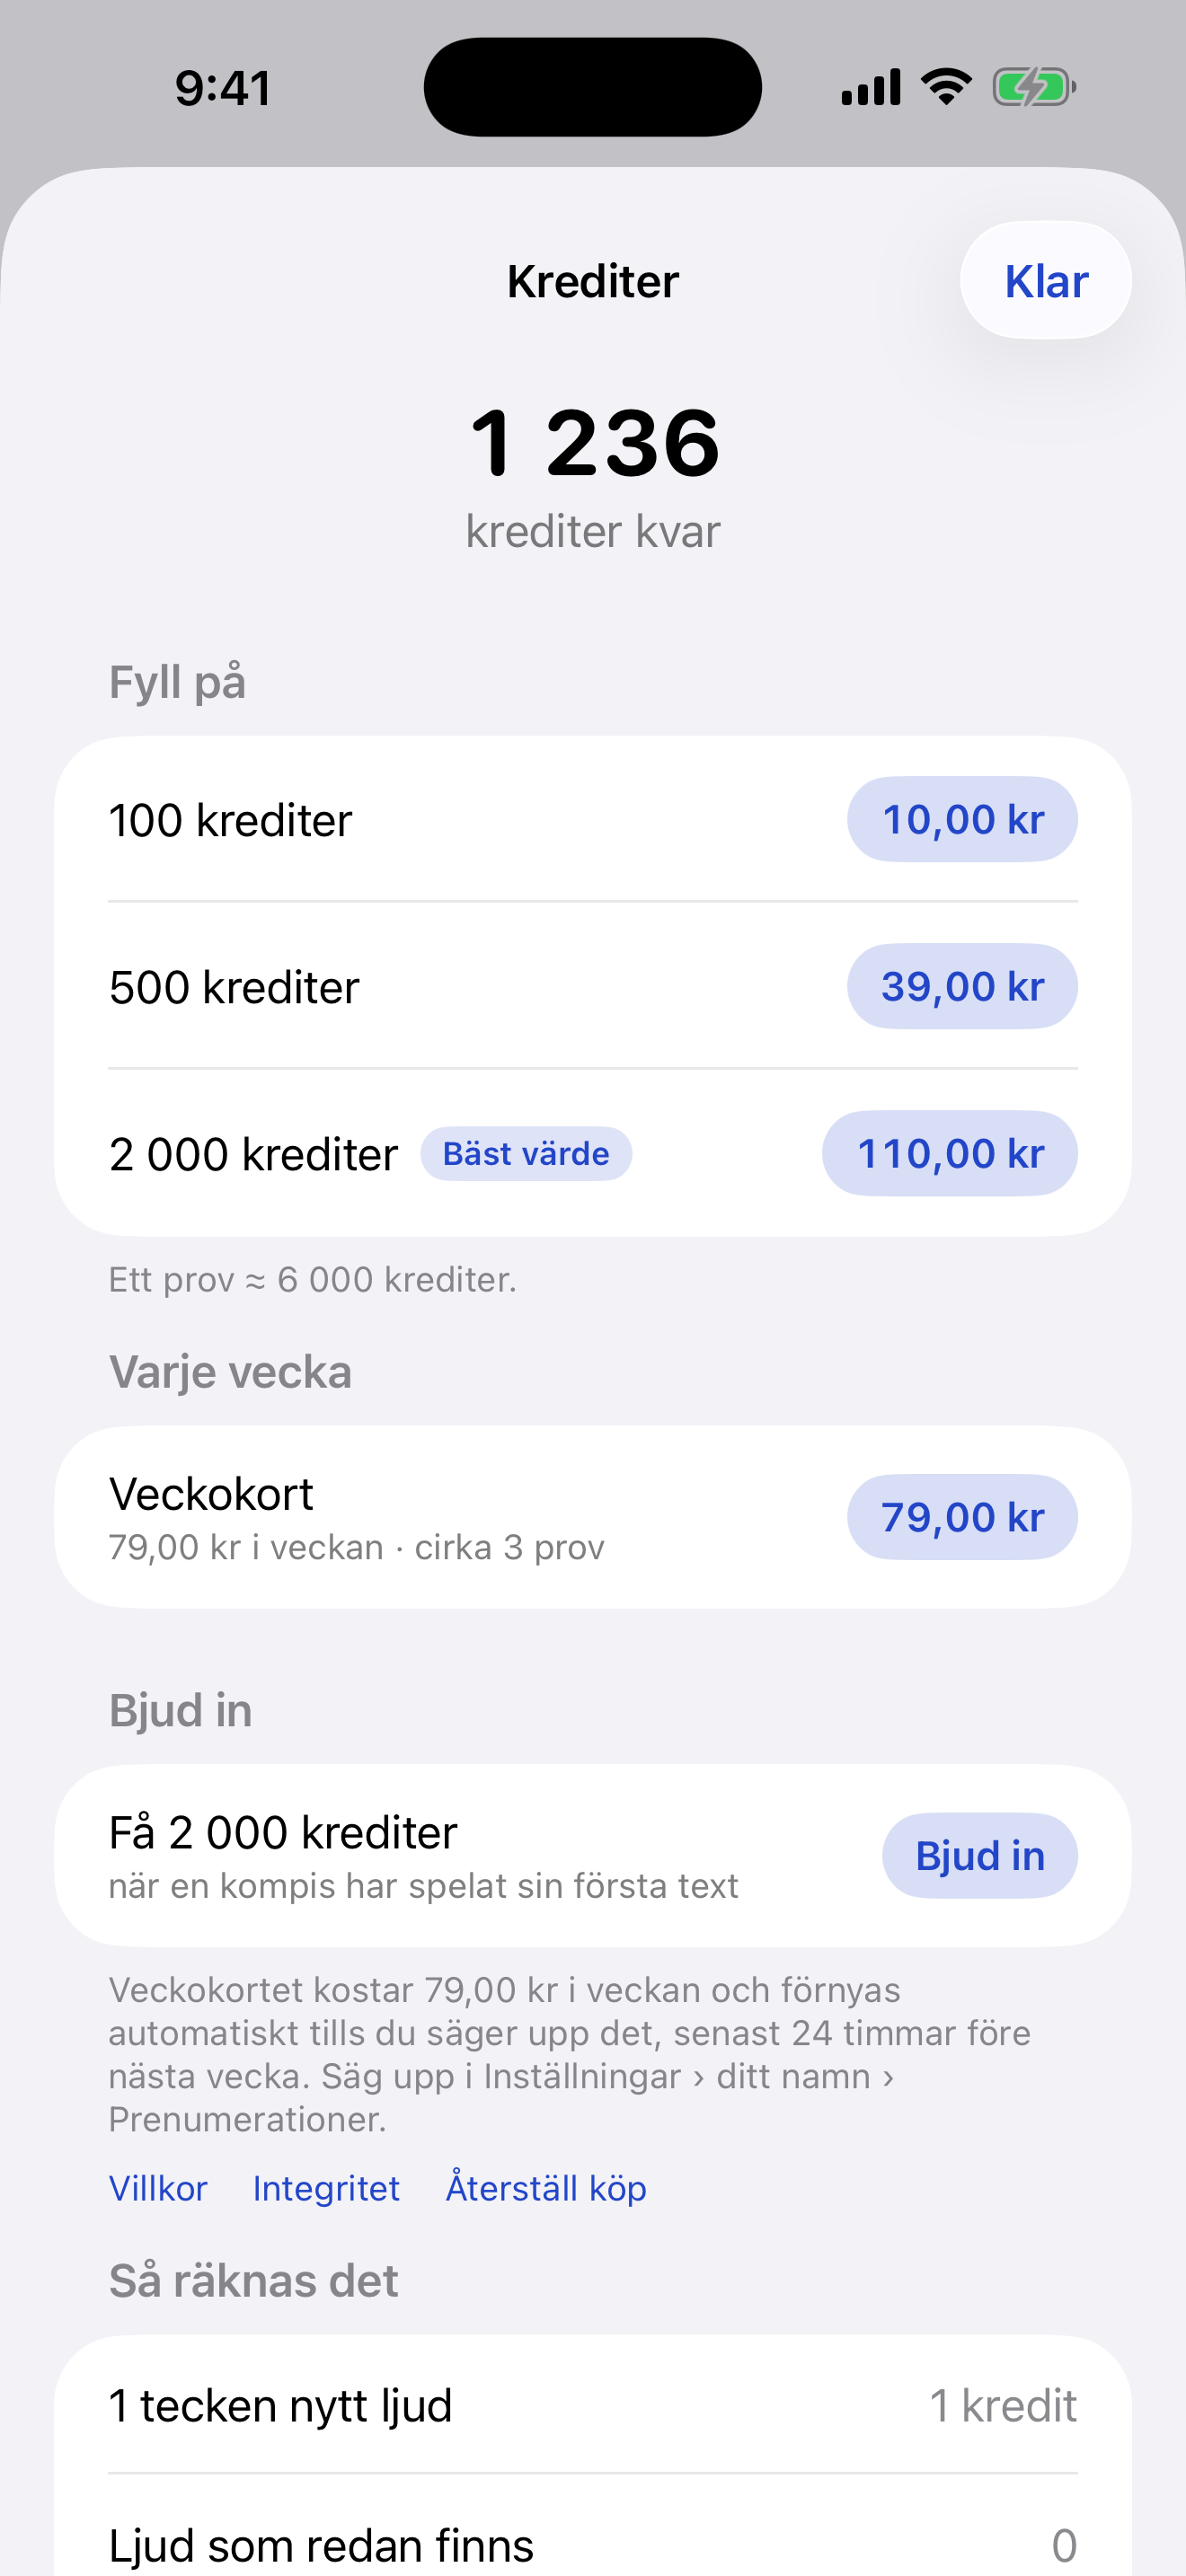 9:41
Krediter
Klar
1 236
krediter kvar
Fyll på
100 krediter
10,00 kr
500 krediter
39,00 kr
2 000 krediter
Bäst värde
110,00 kr
Ett prov ≈ 6 000 krediter.
Varje vecka
Veckokort
79,00 kr i veckan · cirka 3 prov
79,00 kr
Bjud in
Få 2 000 krediter
när en kompis har spelat sin första text
Bjud in
Veckokortet kostar 79,00 kr i veckan och förnyas
automatiskt tills du säger upp det, senast 24 timmar före
nästa vecka. Säg upp i Inställningar › ditt namn ›
Prenumerationer.
Villkor Integritet Återställ köp
Så räknas det
1 tecken nytt ljud
1 kredit
Ljud som redan finns
0